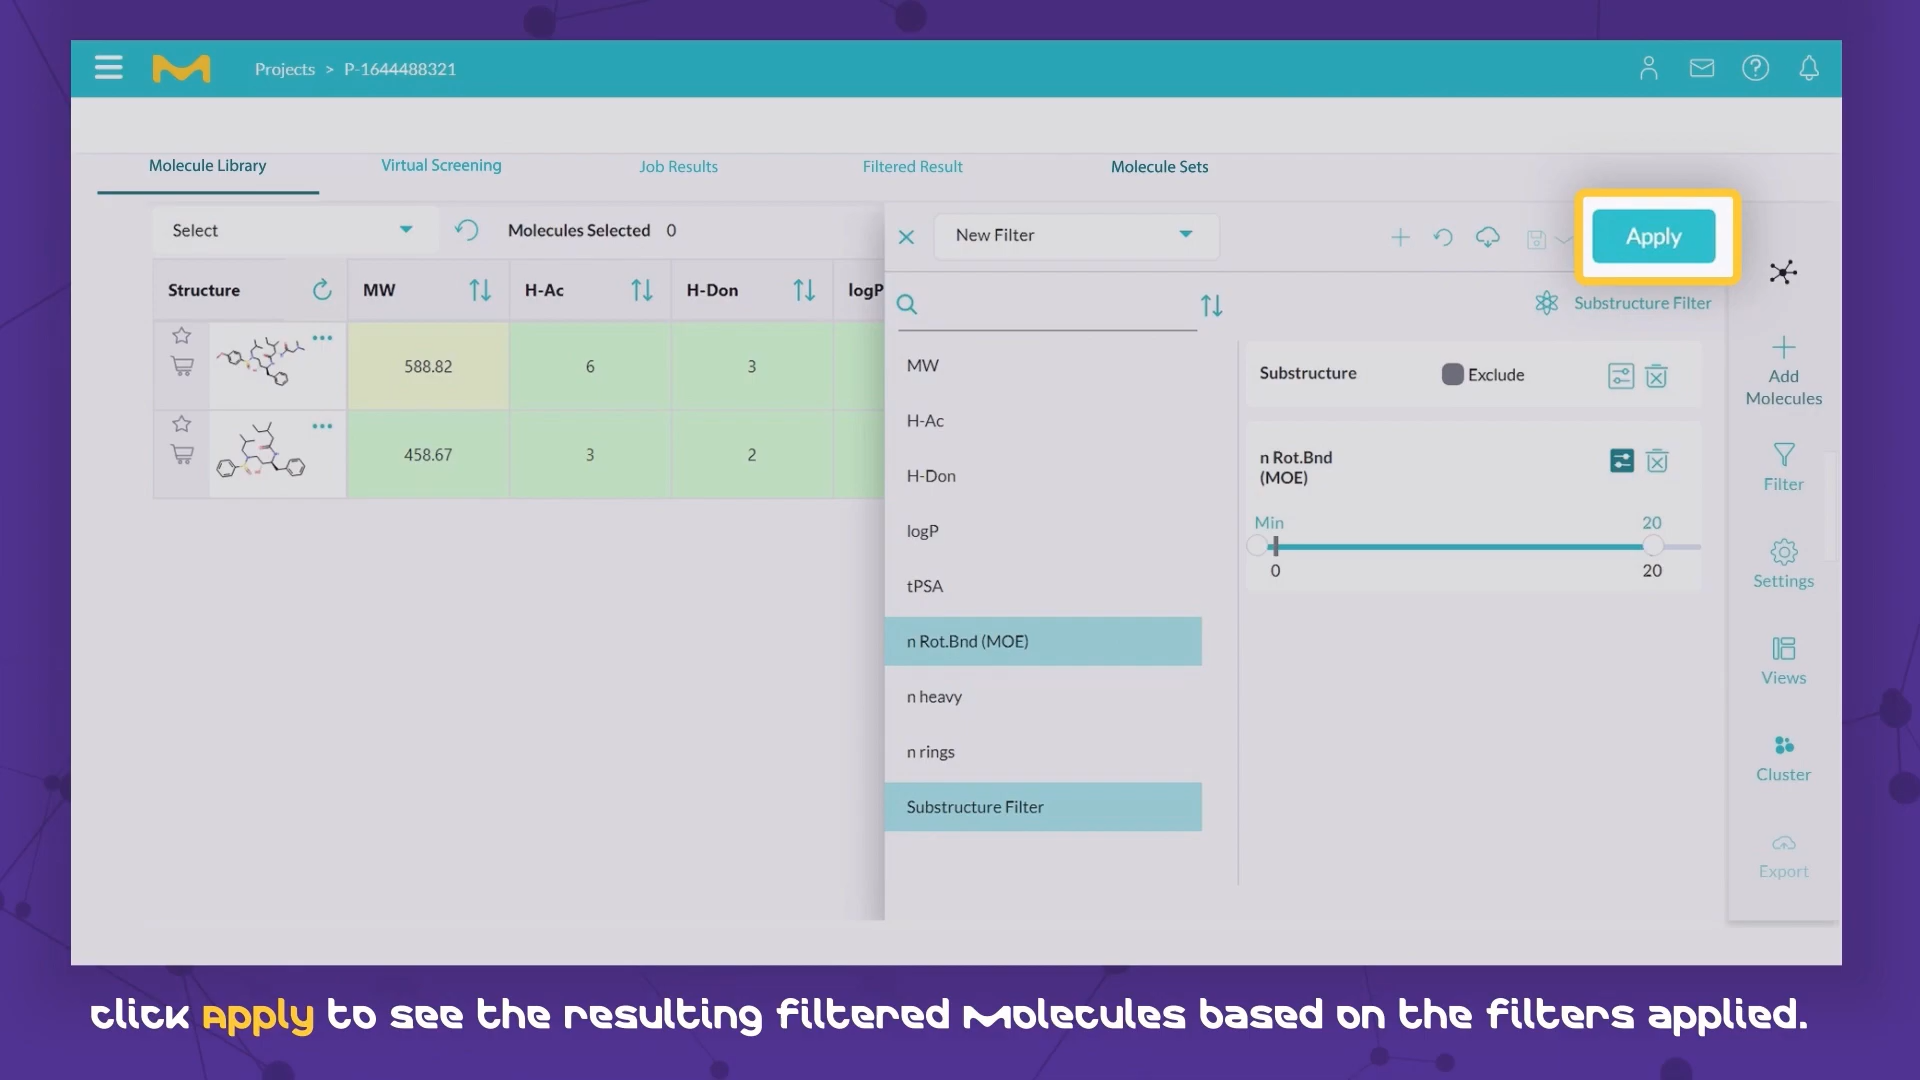 Projects > P-1644488321
Molecule Library
Virtual Screening
Job Results
Filtered Result
Molecule Sets
Select
Molecules Selected 0
New Filter
Apply
Structure
MW
H-Ac
H-Don
logP
588.82
6
3
458.67
3
2
Substructure Filter
MW
H-Ac
H-Don
logP
tPSA
n Rot.Bnd (MOE)
n heavy
n rings
Substructure Filter
Substructure
Exclude
n Rot.Bnd
(MOE)
Min
20
0
20
Add
Molecules
Filter
Settings
Views
Cluster
Export
click Apply to see the resulting filtered Molecules based on the filters applied.